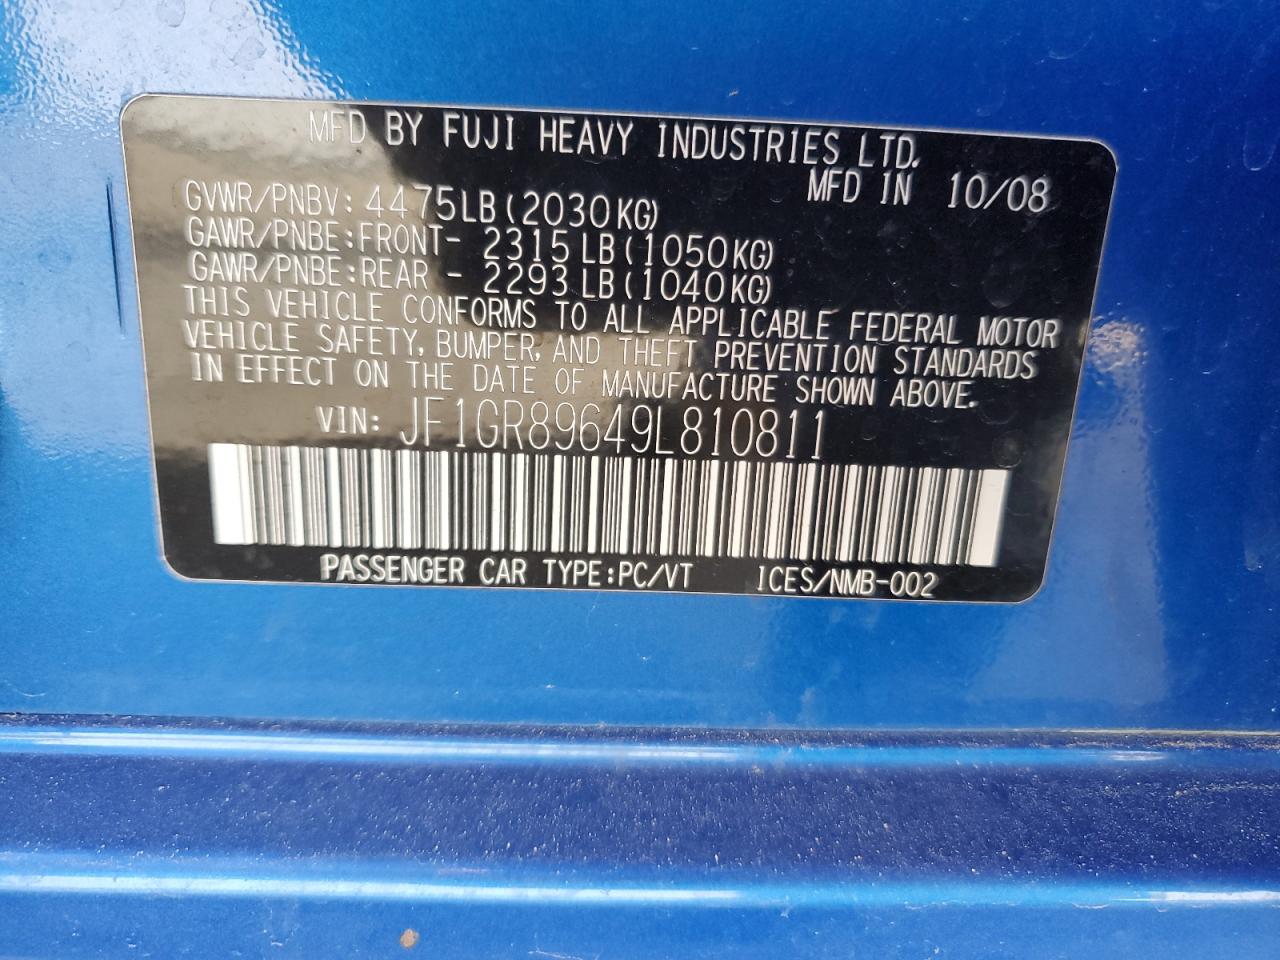 MFD BY FUJI HEAVY INDUSTRIES LTD.
MFD IN 10/08
GVWR/PNBV: 4475LB(2030KG)
GAWR/PNBE:FRONT- 2315LB(1050KG)
GAWR/PNBE:REAR - 2293LB(1040KG)
THIS VEHICLE CONFORMS TO ALL APPLICABLE FEDERAL MOTOR
VEHICLE SAFETY, BUMPER, AND THEFT PREVENTION STANDARDS
IN EFFECT ON THE DATE OF MANUFACTURE SHOWN ABOVE.
VIN: JF1GR89649L810811
PASSENGER CAR TYPE:PC/VT ICES/NMB-002